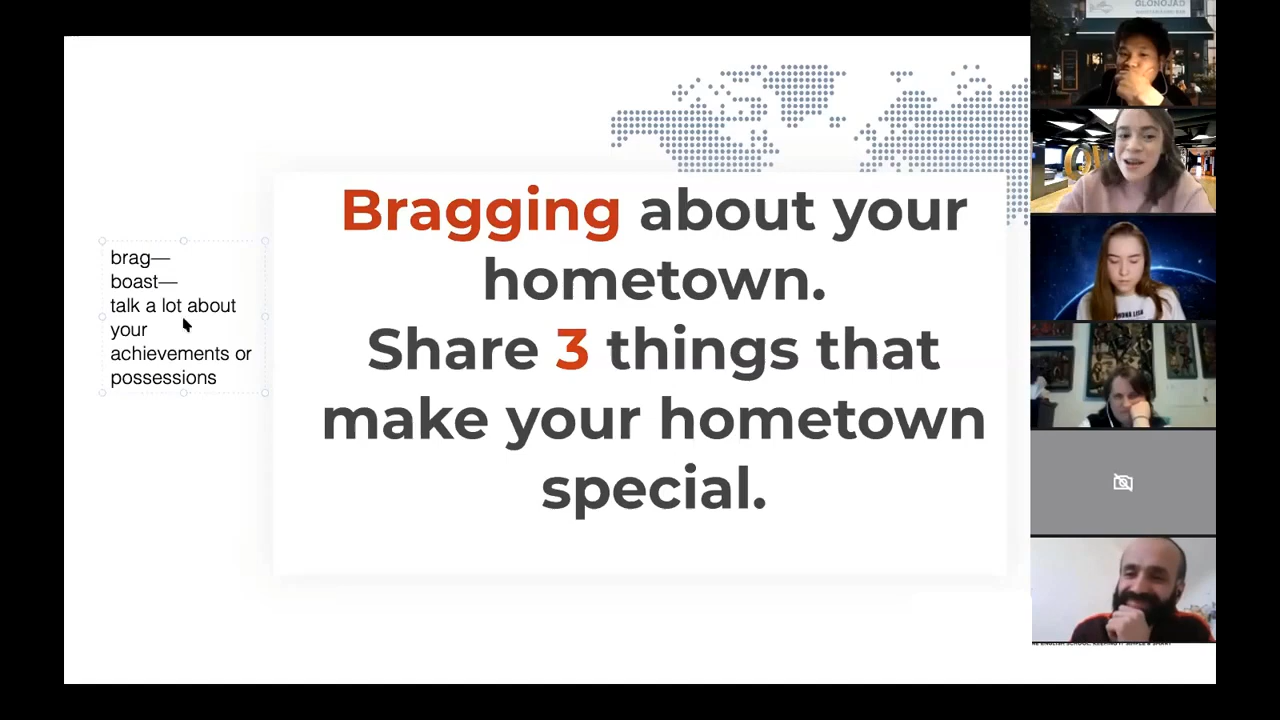 brag—
boast—
talk a lot about
your
achievements or
possessions
Bragging about your
hometown.
Share 3 things that
make your hometown
special.